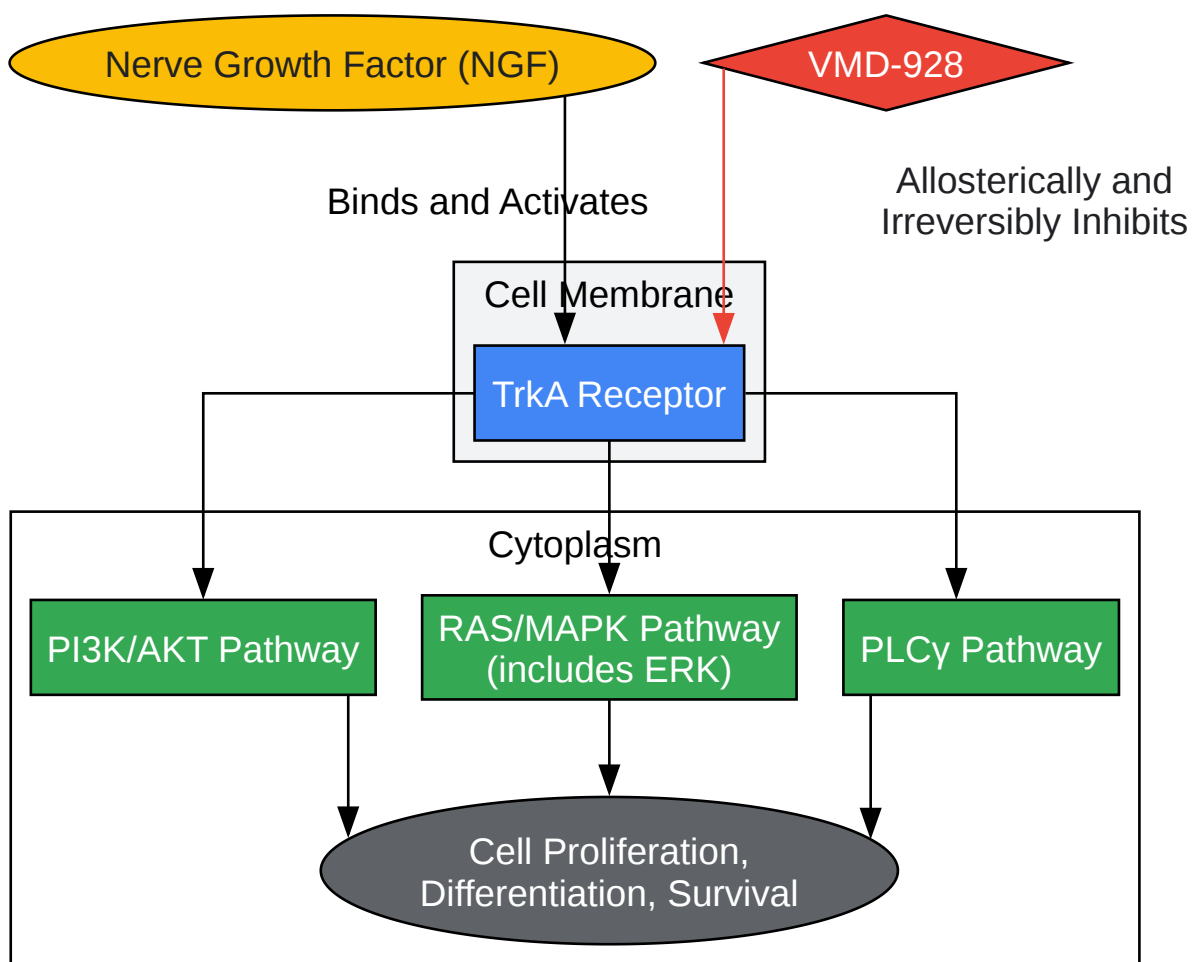 Nerve Growth Factor (NGF)
VMD-928
Binds and Activates
Allosterically and
Irreversibly Inhibits
Cell Membrane
TrkA Receptor
Cytoplasm
PI3K/AKT Pathway
RAS/MAPK Pathway
(includes ERK)
PLCγ Pathway
Cell Proliferation,
Differentiation, Survival